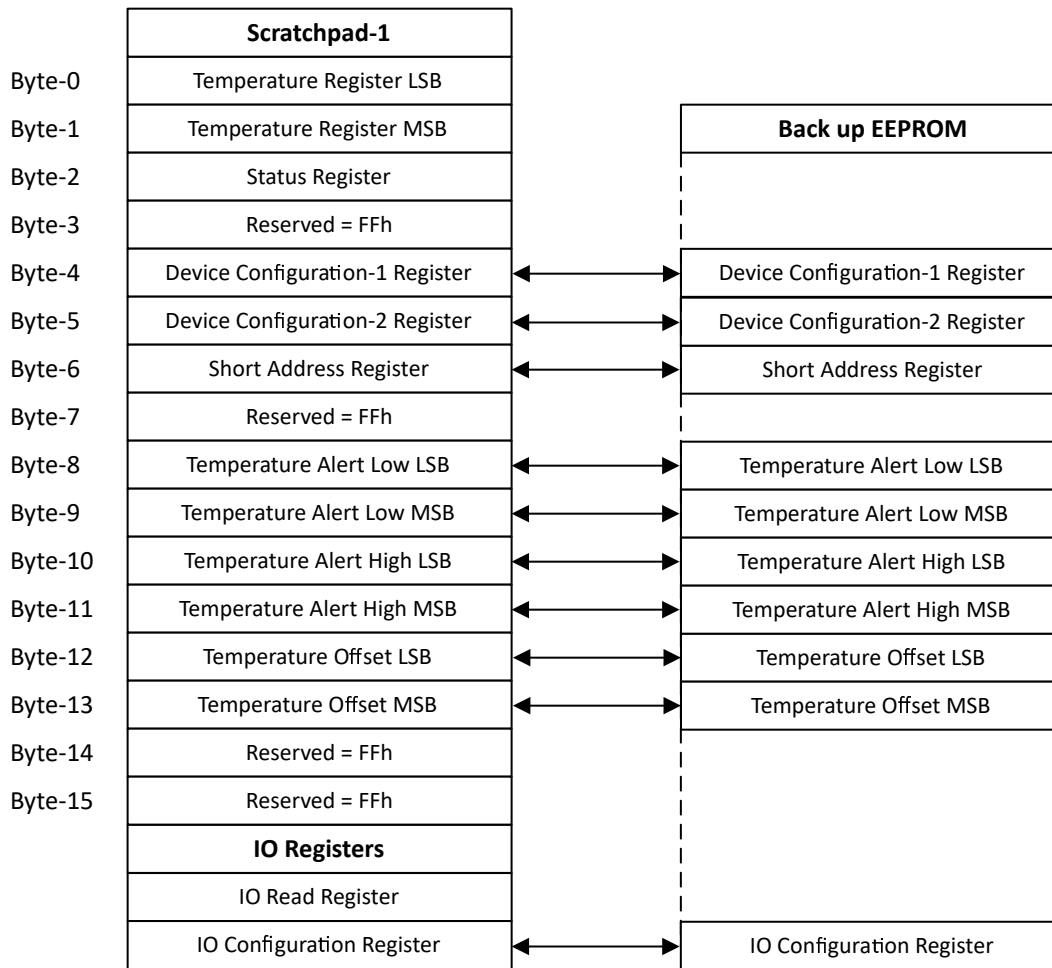 Scratchpad-1
Byte-0 Temperature Register LSB
Byte-1 Temperature Register MSB Back up EEPROM
Byte-2 Status Register
Byte-3 Reserved = FFh
Byte-4 Device Configuration-1 Register Device Configuration-1 Register
Byte-5 Device Configuration-2 Register Device Configuration-2 Register
Byte-6 Short Address Register Short Address Register
Byte-7 Reserved = FFh
Byte-8 Temperature Alert Low LSB Temperature Alert Low LSB
Byte-9 Temperature Alert Low MSB Temperature Alert Low MSB
Byte-10 Temperature Alert High LSB Temperature Alert High LSB
Byte-11 Temperature Alert High MSB Temperature Alert High MSB
Byte-12 Temperature Offset LSB Temperature Offset LSB
Byte-13 Temperature Offset MSB Temperature Offset MSB
Byte-14 Reserved = FFh
Byte-15 Reserved = FFh
IO Registers
IO Read Register
IO Configuration Register IO Configuration Register